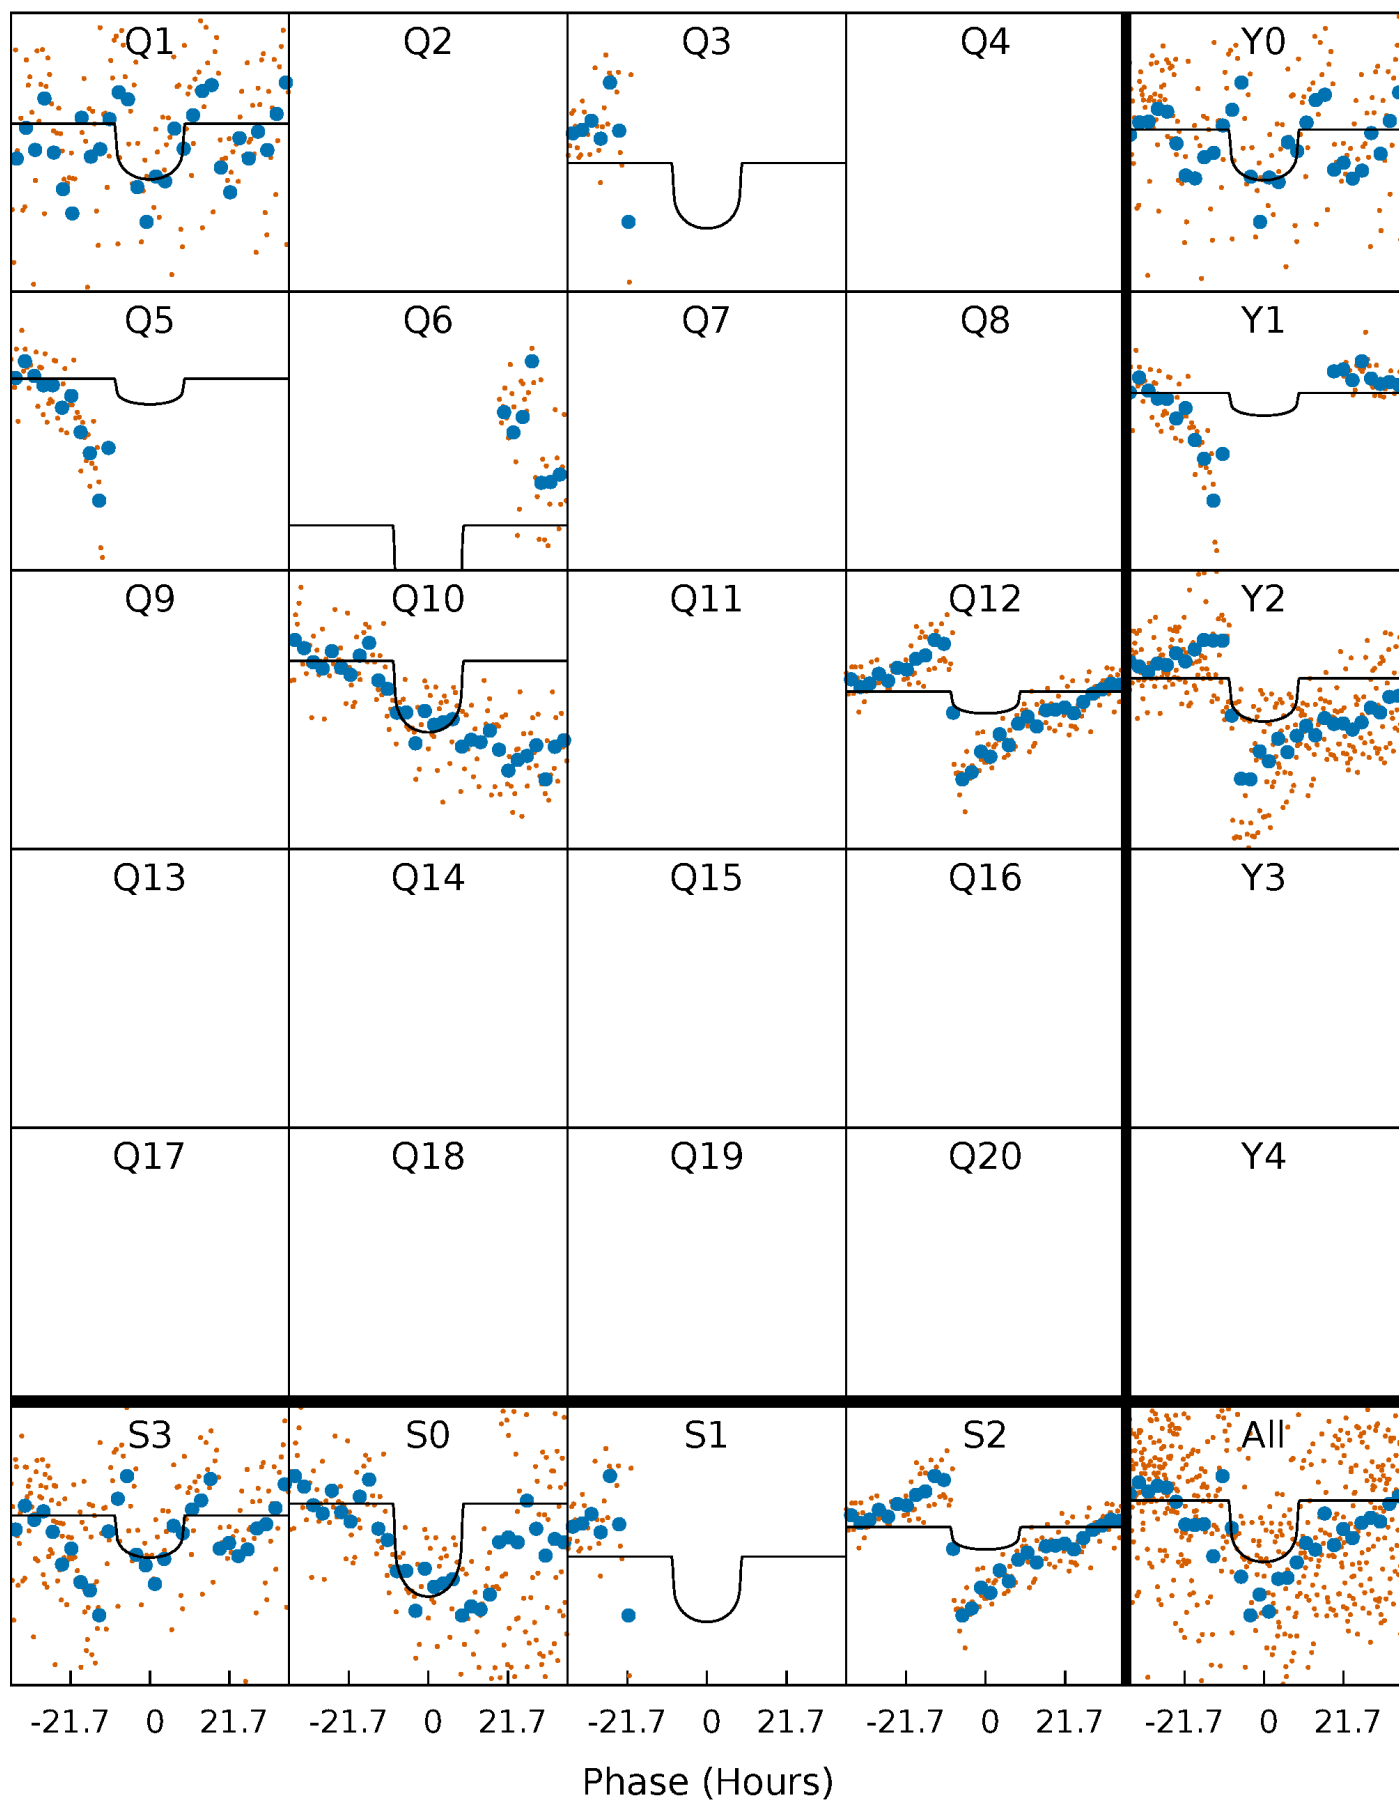 Q1 Q2 Q3 Q4 Y0
Q5 Q6 Q7 Q8 Y1
Q9 Q10 Q11 Q12 Y2
Q13 Q14 Q15 Q16 Y3
Q17 Q18 Q19 Q20 Y4
S3 S0 S1 S2 All
-21.7 0 21.7 -21.7 0 21.7 -21.7 0 21.7 -21.7 0 21.7 -21.7 0 21.7
Phase (Hours)